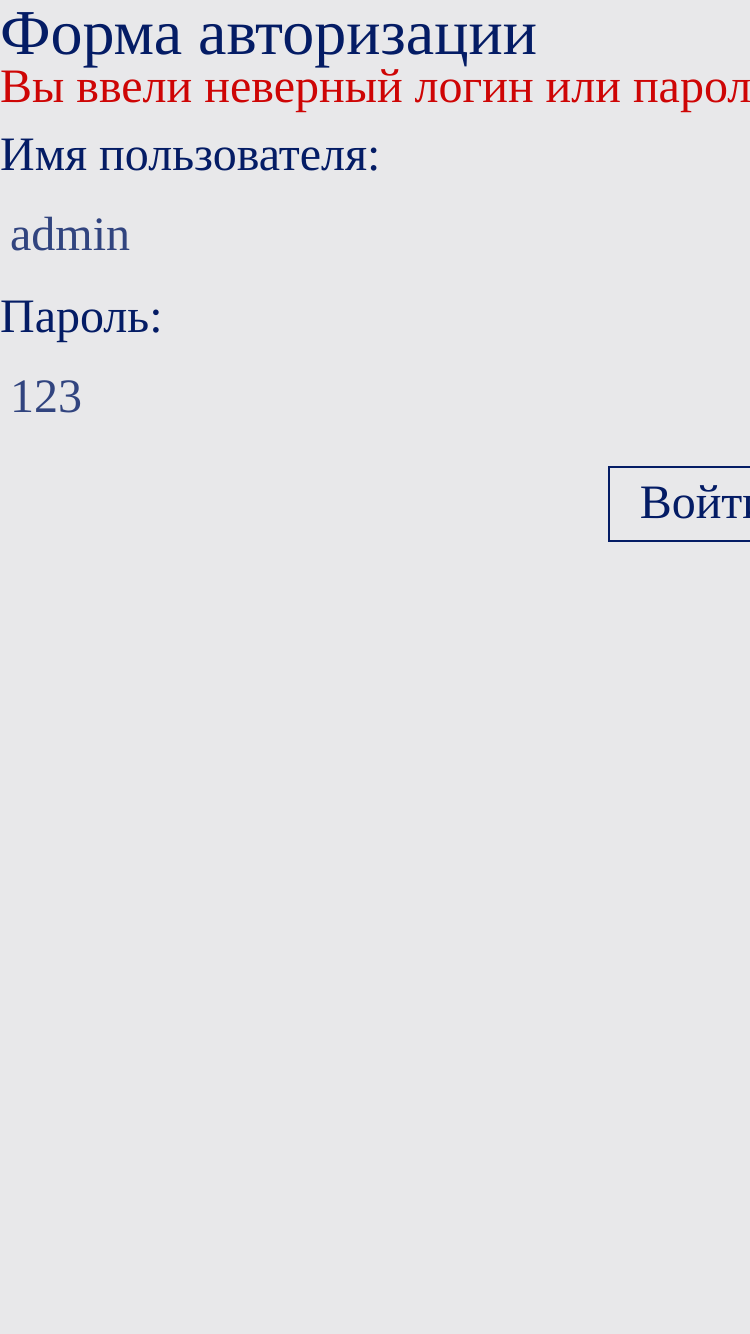 Форма авторизации
Вы ввели неверный логин или парол
Имя пользователя:
admin
Пароль:
123
Войт